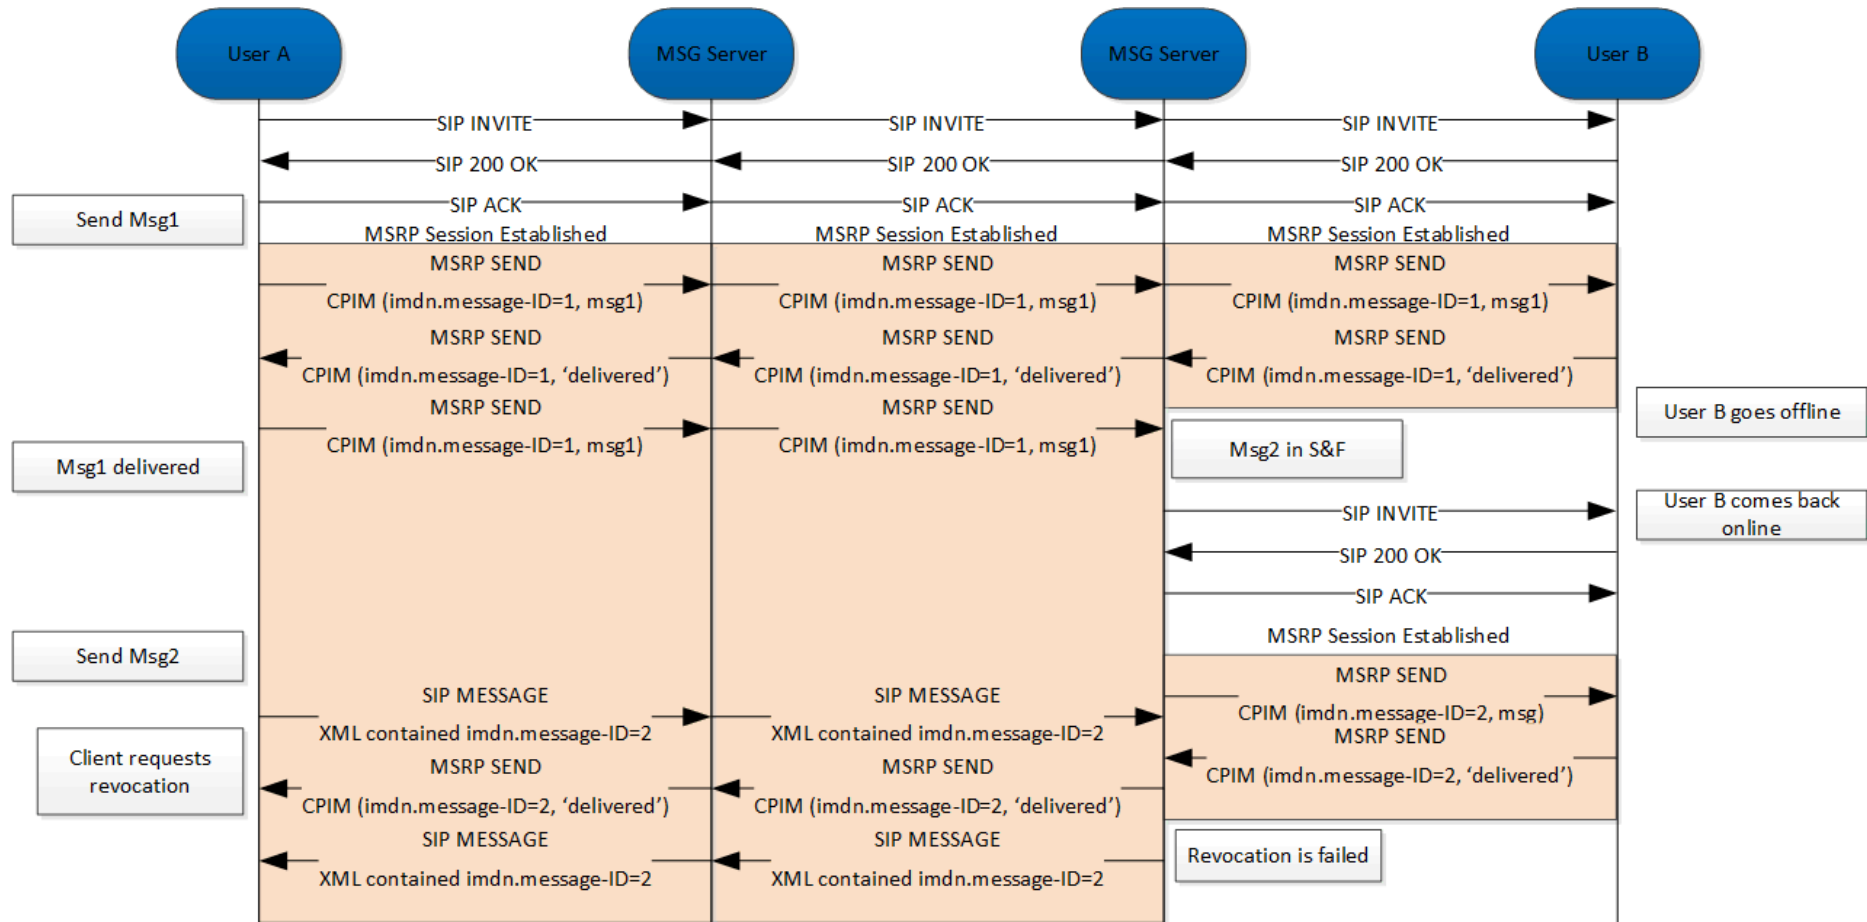 User A
MSG Server
MSG Server
User B
SIP INVITE
SIP INVITE
SIP INVITE
SIP 200 OK
SIP 200 OK
SIP 200 OK
SIP ACK
SIP ACK
SIP ACK
Send Msg1
MSRP Session Established
MSRP Session Established
MSRP Session Established
MSRP SEND
MSRP SEND
MSRP SEND
CPIM (imdn.message-ID=1, msg1)
CPIM (imdn.message-ID=1, msg1)
CPIM (imdn.message-ID=1, msg1)
MSRP SEND
MSRP SEND
MSRP SEND
CPIM (imdn.message-ID=1, ‘delivered’)
CPIM (imdn.message-ID=1, ‘delivered’)
CPIM (imdn.message-ID=1, ‘delivered’)
MSRP SEND
MSRP SEND
User B goes offline
CPIM (imdn.message-ID=1, msg1)
CPIM (imdn.message-ID=1, msg1)
Msg2 in S&F
Msg1 delivered
SIP INVITE
User B comes back
online
SIP 200 OK
SIP ACK
MSRP Session Established
Send Msg2
MSRP SEND
SIP MESSAGE
SIP MESSAGE
CPIM (imdn.message-ID=2, msg)
XML contained imdn.message-ID=2
XML contained imdn.message-ID=2
MSRP SEND
Client requests
revocation
MSRP SEND
MSRP SEND
CPIM (imdn.message-ID=2, ‘delivered’)
CPIM (imdn.message-ID=2, ‘delivered’)
CPIM (imdn.message-ID=2, ‘delivered’)
SIP MESSAGE
SIP MESSAGE
Revocation is failed
XML contained imdn.message-ID=2
XML contained imdn.message-ID=2